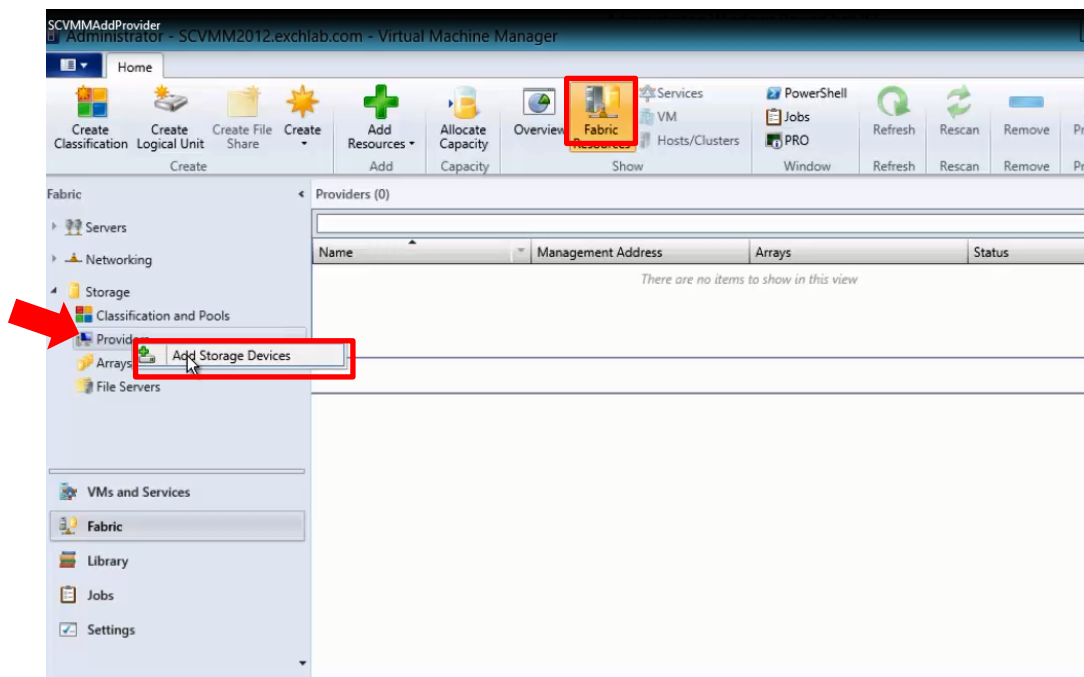 SCVMMAddProvider
Administrator - SCVMM2012.exchlab.com - Virtual Machine Manager
Home
Create Classification
Create Logical Unit
Create File Share
Create
Add Resources
Allocate Capacity
Overview
Fabric Resources
Services
VM
Hosts/Clusters
PowerShell
Jobs
PRO
Refresh
Rescan
Remove
Create
Add
Capacity
Show
Window
Refresh
Rescan
Remove
Fabric
Providers (0)
Servers
Networking
Storage
Classification and Pools
Providers
Add Storage Devices
Arrays
File Servers
Name
Management Address
Arrays
Status
There are no items to show in this view
VMs and Services
Fabric
Library
Jobs
Settings